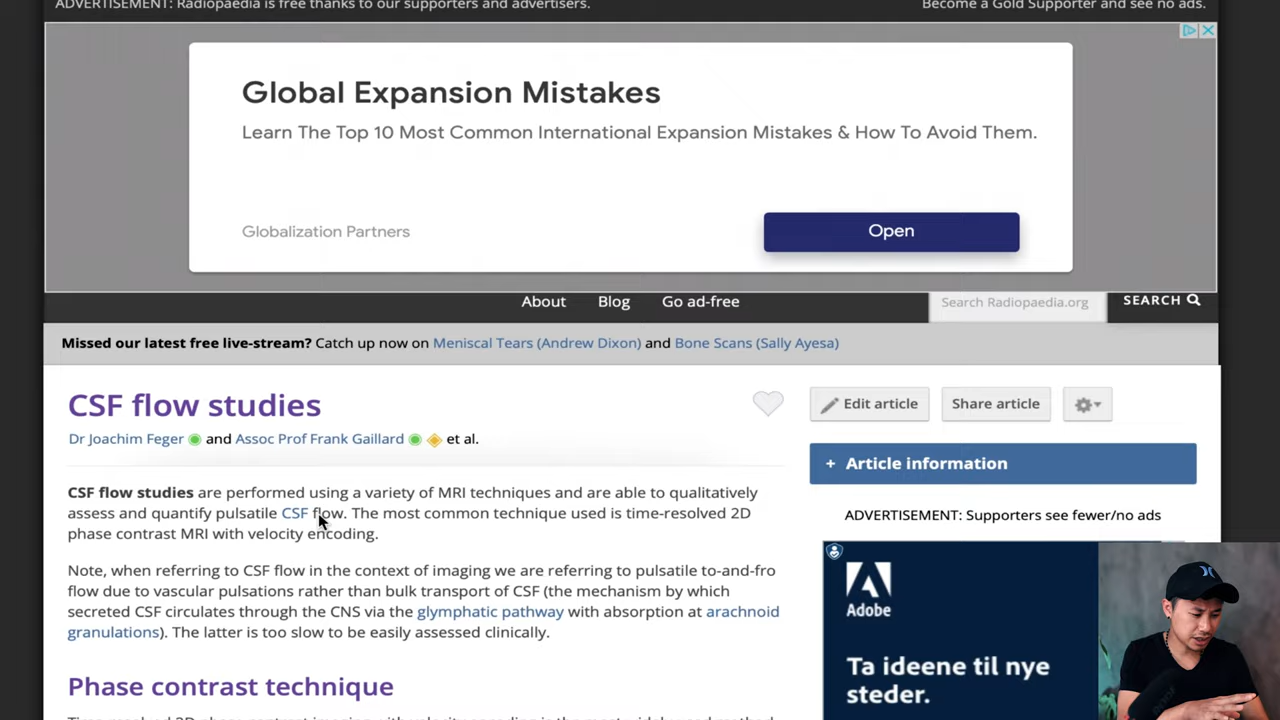 ADVERTISEMENT: Radiopaedia is free thanks to our supporters and advertisers.
Become a Gold Supporter and see no ads.
Global Expansion Mistakes
Learn The Top 10 Most Common International Expansion Mistakes & How To Avoid Them.
Globalization Partners
Open
About Blog Go ad-free
Search Radiopaedia.org
SEARCH
Missed our latest free live-stream? Catch up now on Meniscal Tears (Andrew Dixon) and Bone Scans (Sally Ayesa)
CSF flow studies
Dr Joachim Feger and Assoc Prof Frank Gaillard et al.
CSF flow studies are performed using a variety of MRI techniques and are able to qualitatively
assess and quantify pulsatile CSF flow. The most common technique used is time-resolved 2D
phase contrast MRI with velocity encoding.
Note, when referring to CSF flow in the context of imaging we are referring to pulsatile to-and-fro
flow due to vascular pulsations rather than bulk transport of CSF (the mechanism by which
secreted CSF circulates through the CNS via the glymphatic pathway with absorption at arachnoid
granulations). The latter is too slow to be easily assessed clinically.
Phase contrast technique
Edit article
Share article
+ Article information
ADVERTISEMENT: Supporters see fewer/no ads
Adobe
Ta ideene til nye
steder.